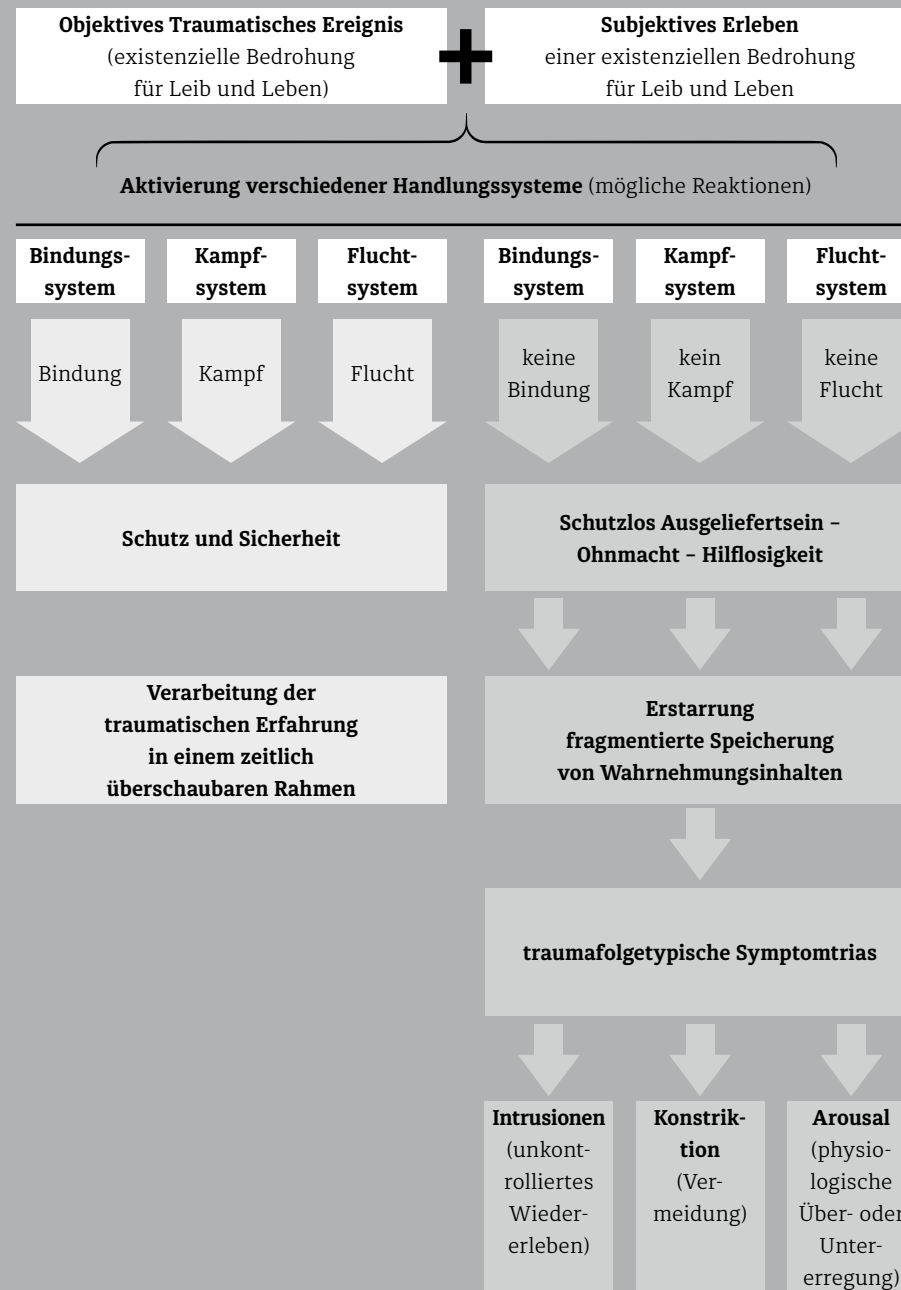 Objektives Traumatisches Ereignis
(existenzielle Bedrohung
für Leib und Leben)
+
Subjektives Erleben
einer existenziellen Bedrohung
für Leib und Leben
Aktivierung verschiedener Handlungssysteme (mögliche Reaktionen)
Bindungs-
system
Kampf-
system
Flucht-
system
Bindungs-
system
Kampf-
system
Flucht-
system
Bindung
Kampf
Flucht
keine
Bindung
kein
Kampf
keine
Flucht
Schutz und Sicherheit
Schutzlos Ausgeliefertsein –
Ohnmacht – Hilflosigkeit
Verarbeitung der
traumatischen Erfahrung
in einem zeitlich
überschaubaren Rahmen
Erstarrung
fragmentierte Speicherung
von Wahrnehmungsinhalten
traumafolgetypische Symptomtrias
Intrusionen
(unkont-
rolliertes
Wieder-
erleben)
Konstrik-
tion
(Ver-
meidung)
Arousal
(physio-
logische
Über- oder
Unter-
erregung)